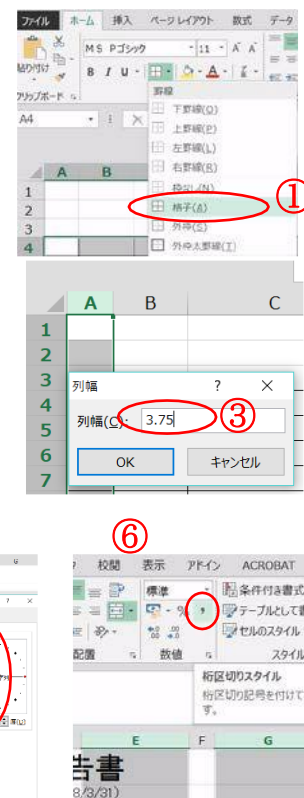 ファイル ホーム 挿入 ページ レイアウト 数式 データ
ＭＳ Ｐゴシック 11 A A
貼り付け
B I U A
クリップボード
罫線
下罫線(O)
上罫線(P)
A4
左罫線(L)
右罫線(R)
A B
枠なし(N)
1
格子(A)
①
2
外枠(S)
3
外枠太罫線(T)
4
A B C
1
2
3
4
5
6
7
列幅 ? ×
列幅(C): 3.75
③
OK キャンセル
⑥
校閲 表示 アドイン ACROBAT
標準 条件付き書式
% , テーブルとして書
セルのスタイル
配置 数値 スタイル
桁区切りスタイル
桁区切り記号を付けて
す。
E F G
告書
8/3/31)
G
? ×